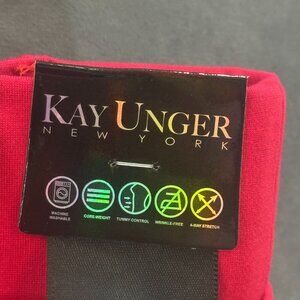 KAY UNGER
NEW YORK
MACHINE WASHABLE
CORE-WEIGHT
TUMMY CONTROL
WRINKLE-FREE
4-WAY STRETCH